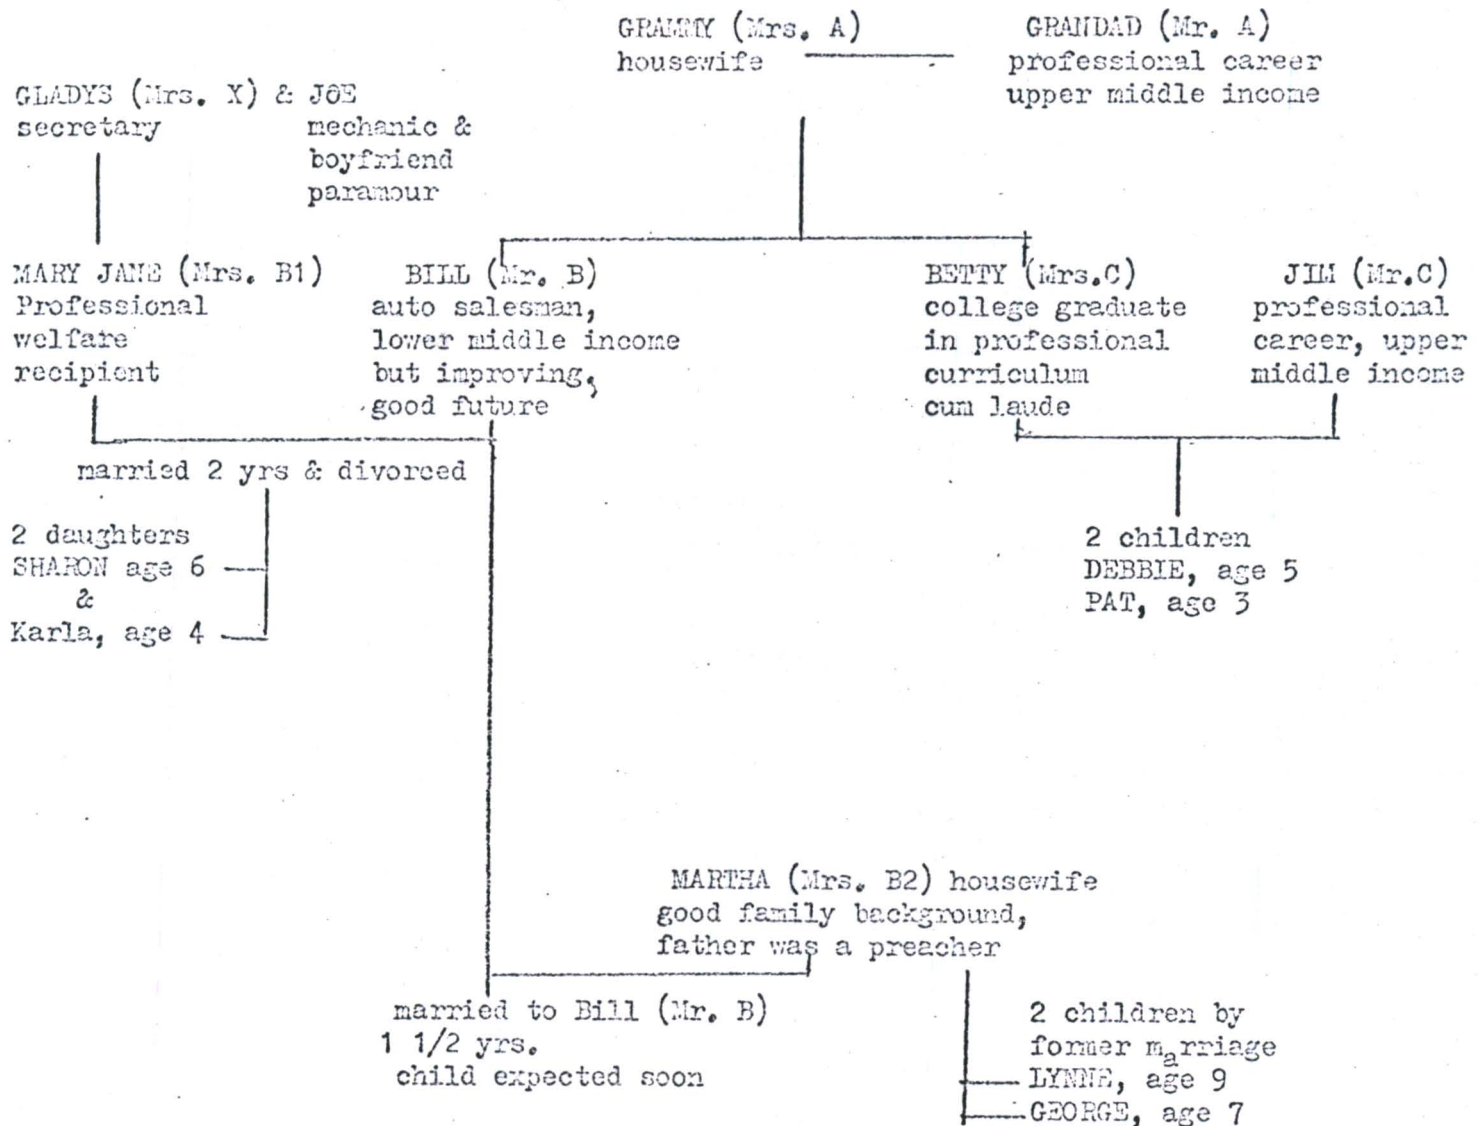 GRAMMY (Mrs. A)
housewife
GRANDAD (Mr. A)
professional career
upper middle income
GLADYS (Mrs. X) & JOE
secretary
mechanic &
boyfriend
paramour
MARY JANE (Mrs. B1)
Professional
welfare
recipient
BILL (Mr. B)
auto salesman,
lower middle income
but improving,
good future
BETTY (Mrs.C)
college graduate
in professional
curriculum
cum laude
JIM (Mr.C)
professional
career, upper
middle income
married 2 yrs & divorced
2 daughters
SHARON age 6
&
Karla, age 4
2 children
DEBBIE, age 5
PAT, age 3
MARTHA (Mrs. B2) housewife
good family background,
father was a preacher
married to Bill (Mr. B)
1 1/2 yrs.
child expected soon
2 children by
former marriage
LYNNE, age 9
GEORGE, age 7